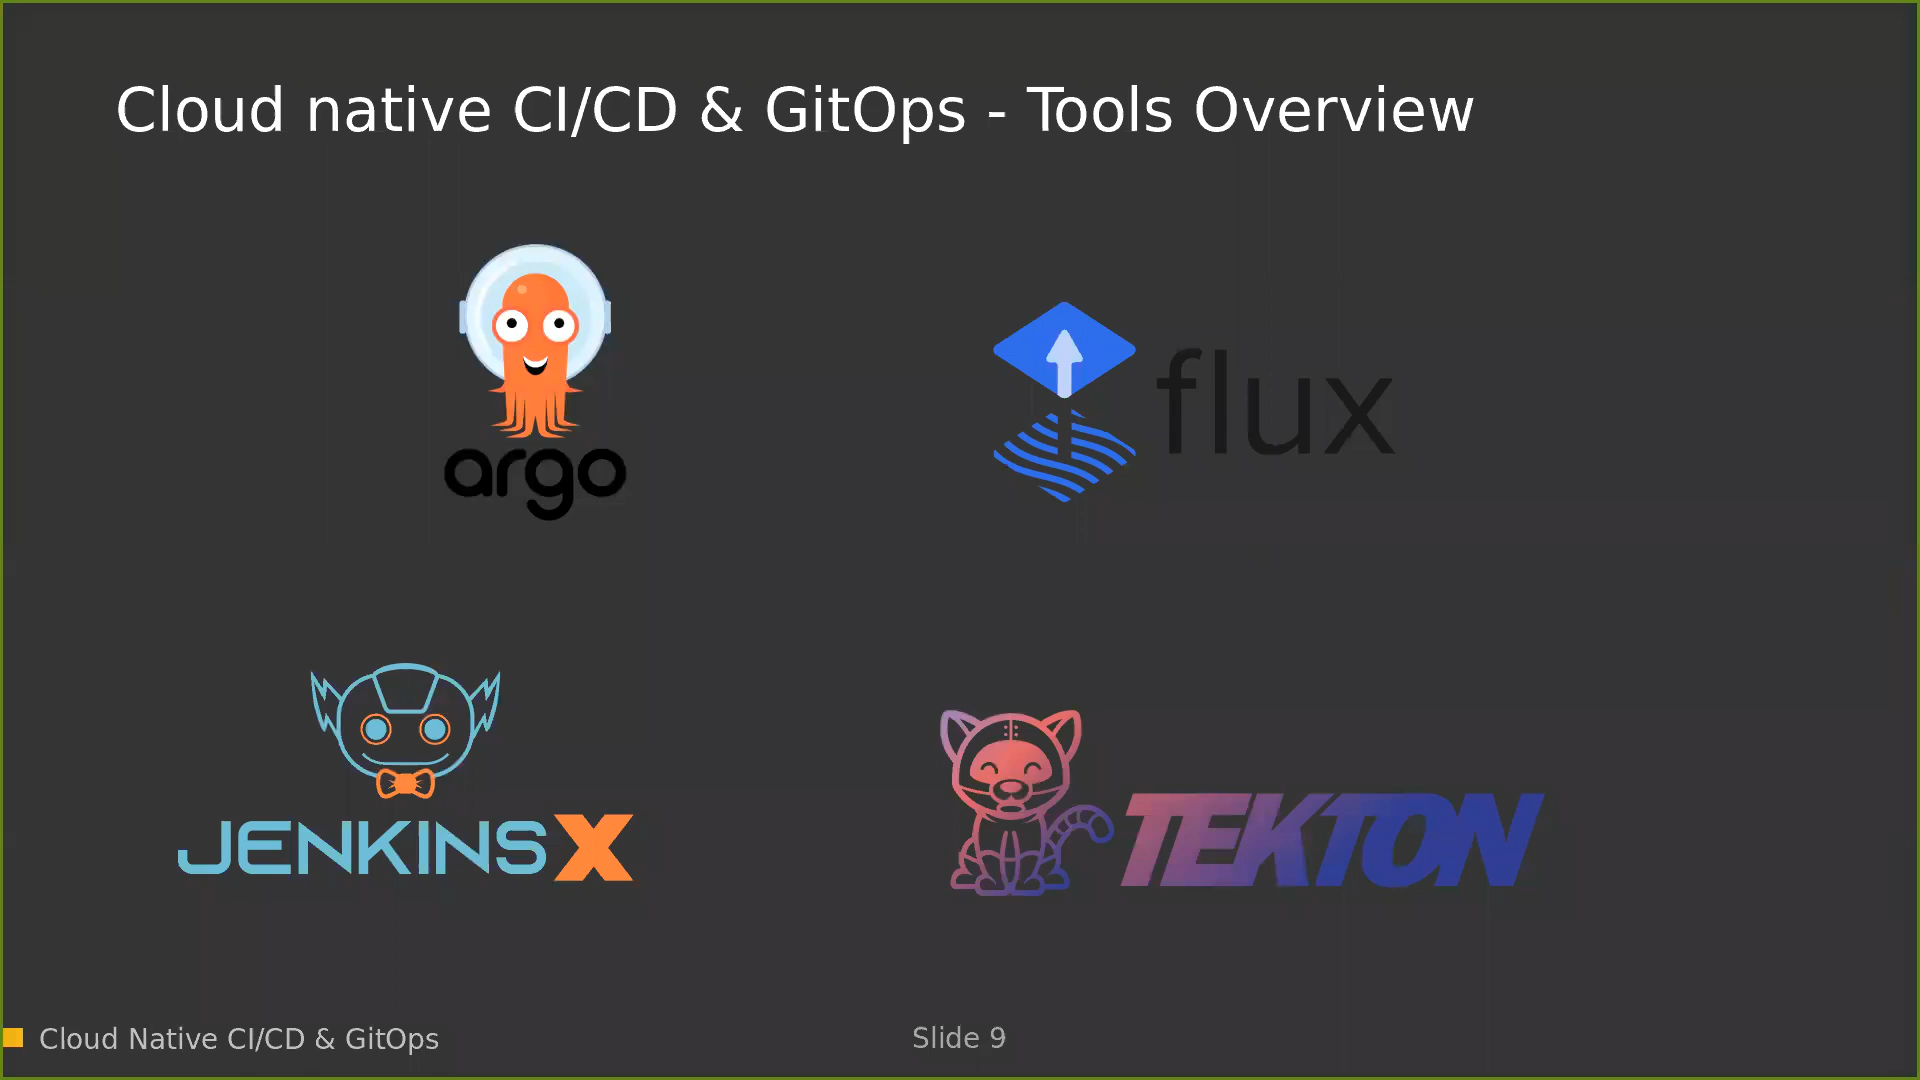 Cloud native CI/CD & GitOps - Tools Overview
argo
flux
JENKINS X
TEKTON
Cloud Native CI/CD & GitOps
Slide 9